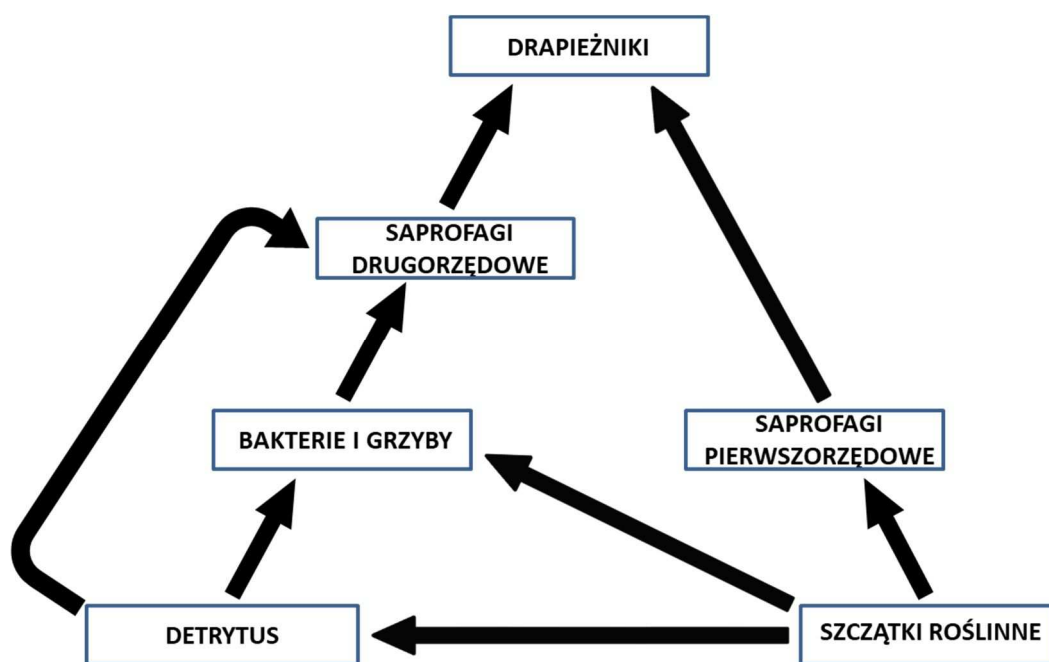 DRAPIEŻNIKI
SAPROFAGI
DRUGORZĘDOWE
BAKTERIE I GRZYBY
SAPROFAGI
PIERWSZORZĘDOWE
DETRYTUS
SZCZĄTKI ROŚLINNE